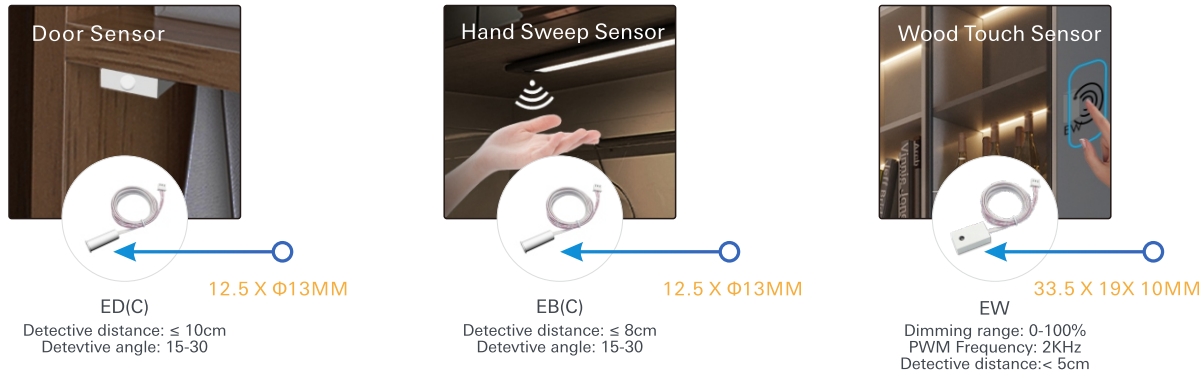 Door Sensor
12.5 X Φ13MM
ED(C)
Detective distance: ≤ 10cm
Detevtive angle: 15-30
Hand Sweep Sensor
12.5 X Φ13MM
EB(C)
Detective distance: ≤ 8cm
Detevtive angle: 15-30
Wood Touch Sensor
EW
33.5 X 19X 10MM
EW
Dimming range: 0-100%
PWM Frequency: 2KHz
Detective distance:< 5cm